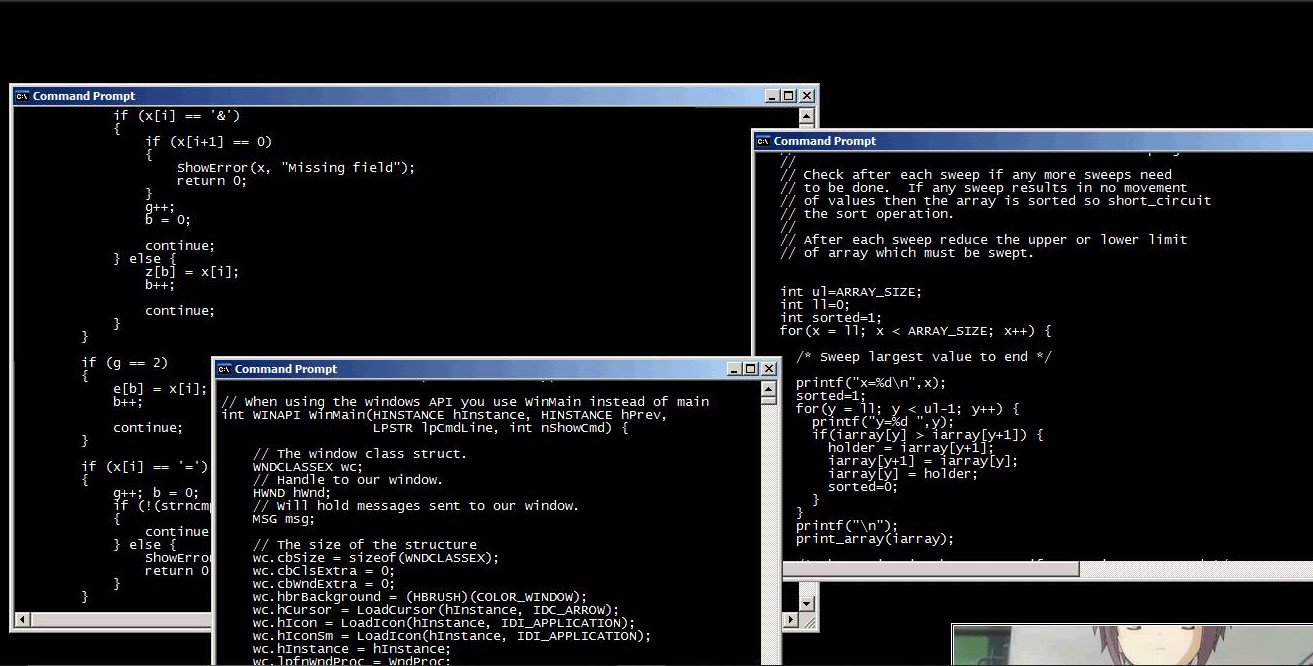 Command Prompt
if (x[i] == '&')
{
if (x[i+1] == 0)
{
ShowError(x, "Missing field");
return 0;
}
g++;
b = 0;
continue;
} else {
z[b] = x[i];
b++;
continue;
}
}
if (g == 2)
{
e[b] = x[i];
b++;
continue;
}
if (x[i] == '=')
{
g++; b = 0;
if (!(strncmp
{
continue
} else {
ShowErro
return 0
}
}
Command Prompt
// When using the windows API you use WinMain instead of main
int WINAPI WinMain(HINSTANCE hInstance, HINSTANCE hPrev,
LPSTR lpCmdLine, int nShowCmd) {
// The window class struct.
WNDCLASSEX wc;
// Handle to our window.
HWND hWnd;
// Will hold messages sent to our window.
MSG msg;
// The size of the structure
wc.cbSize = sizeof(WNDCLASSEX);
wc.cbClsExtra = 0;
wc.cbWndExtra = 0;
wc.hbrBackground = (HBRUSH)(COLOR_WINDOW);
wc.hCursor = LoadCursor(hInstance, IDC_ARROW);
wc.hIcon = LoadIcon(hInstance, IDI_APPLICATION);
wc.hIconSm = LoadIcon(hInstance, IDI_APPLICATION);
wc.hInstance = hInstance;
wc.lpfnWndProc = WndProc;
Command Prompt
//
// Check after each sweep if any more sweeps need
// to be done.  If any sweep results in no movement
// of values then the array is sorted so short_circuit
// the sort operation.
//
// After each sweep reduce the upper or lower limit
// of array which must be swept.
int ul=ARRAY_SIZE;
int ll=0;
int sorted=1;
for(x = ll; x < ARRAY_SIZE; x++) {
/* Sweep largest value to end */
printf("x=%d\n",x);
sorted=1;
for(y = ll; y < ul-1; y++) {
printf("y=%d ",y);
if(iarray[y] > iarray[y+1]) {
holder = iarray[y+1];
iarray[y+1] = iarray[y];
iarray[y] = holder;
sorted=0;
}
}
printf("\n");
print_array(iarray);